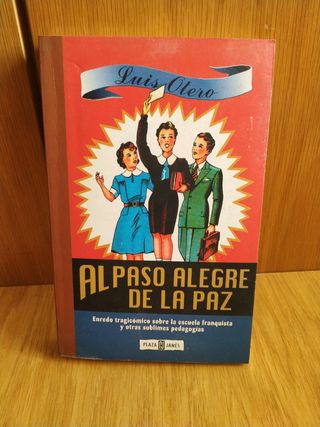 Luis Otero
AL PASO ALEGRE
DE LA PAZ
Enredo tragicómico sobre la escuela franquista
y otras sublimes pedagogías
PLAZA JANÉS